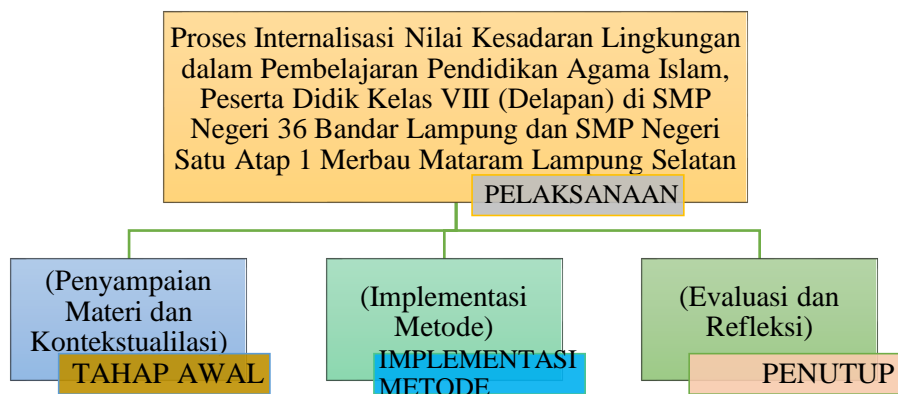 Proses Internalisasi Nilai Kesadaran Lingkungan
dalam Pembelajaran Pendidikan Agama Islam,
Peserta Didik Kelas VIII (Delapan) di SMP
Negeri 36 Bandar Lampung dan SMP Negeri
Satu Atap 1 Merbau Mataram Lampung Selatan
PELAKSANAAN
(Penyampaian
Materi dan
Kontekstualilasi)
TAHAP AWAL
(Implementasi
Metode)
IMPLEMENTASI
METODE
(Evaluasi dan
Refleksi)
PENUTUP